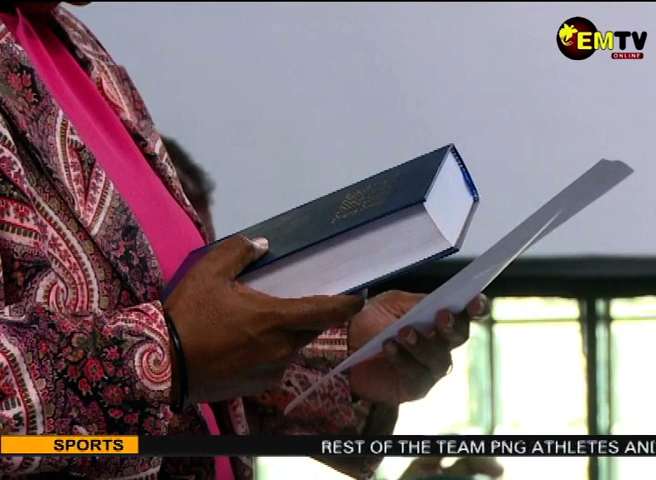 EMTV
ONLINE
SPORTS
REST OF THE TEAM PNG ATHLETES AND